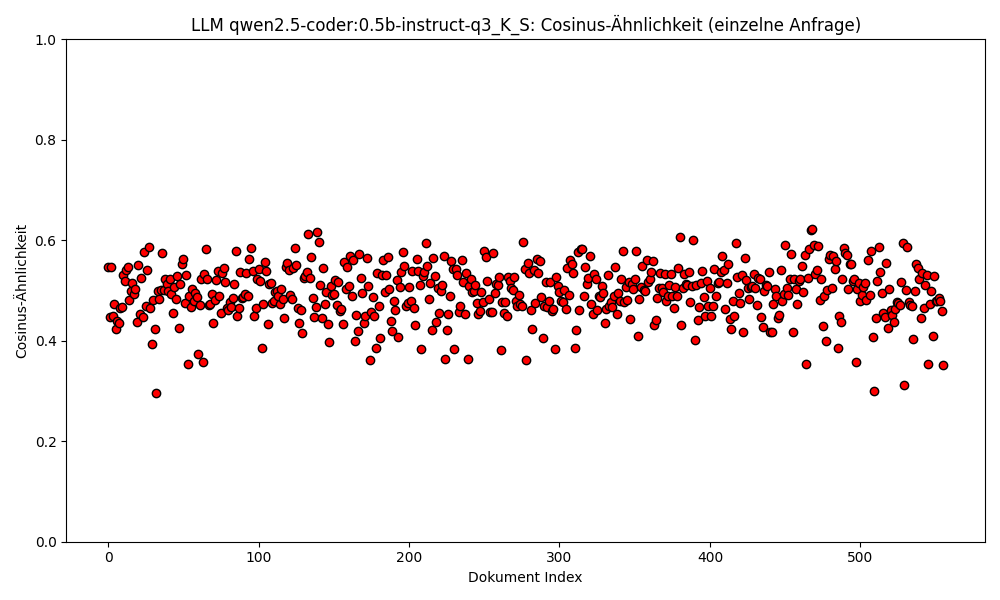 LLM qwen2.5-coder:0.5b-instruct-q3_K_S: Cosinus-Ähnlichkeit (einzelne Anfrage)
1.0
0.8
0.6
0.4
0.2
0.0
Cosinus-Ähnlichkeit
0 100 200 300 400 500
Dokument Index